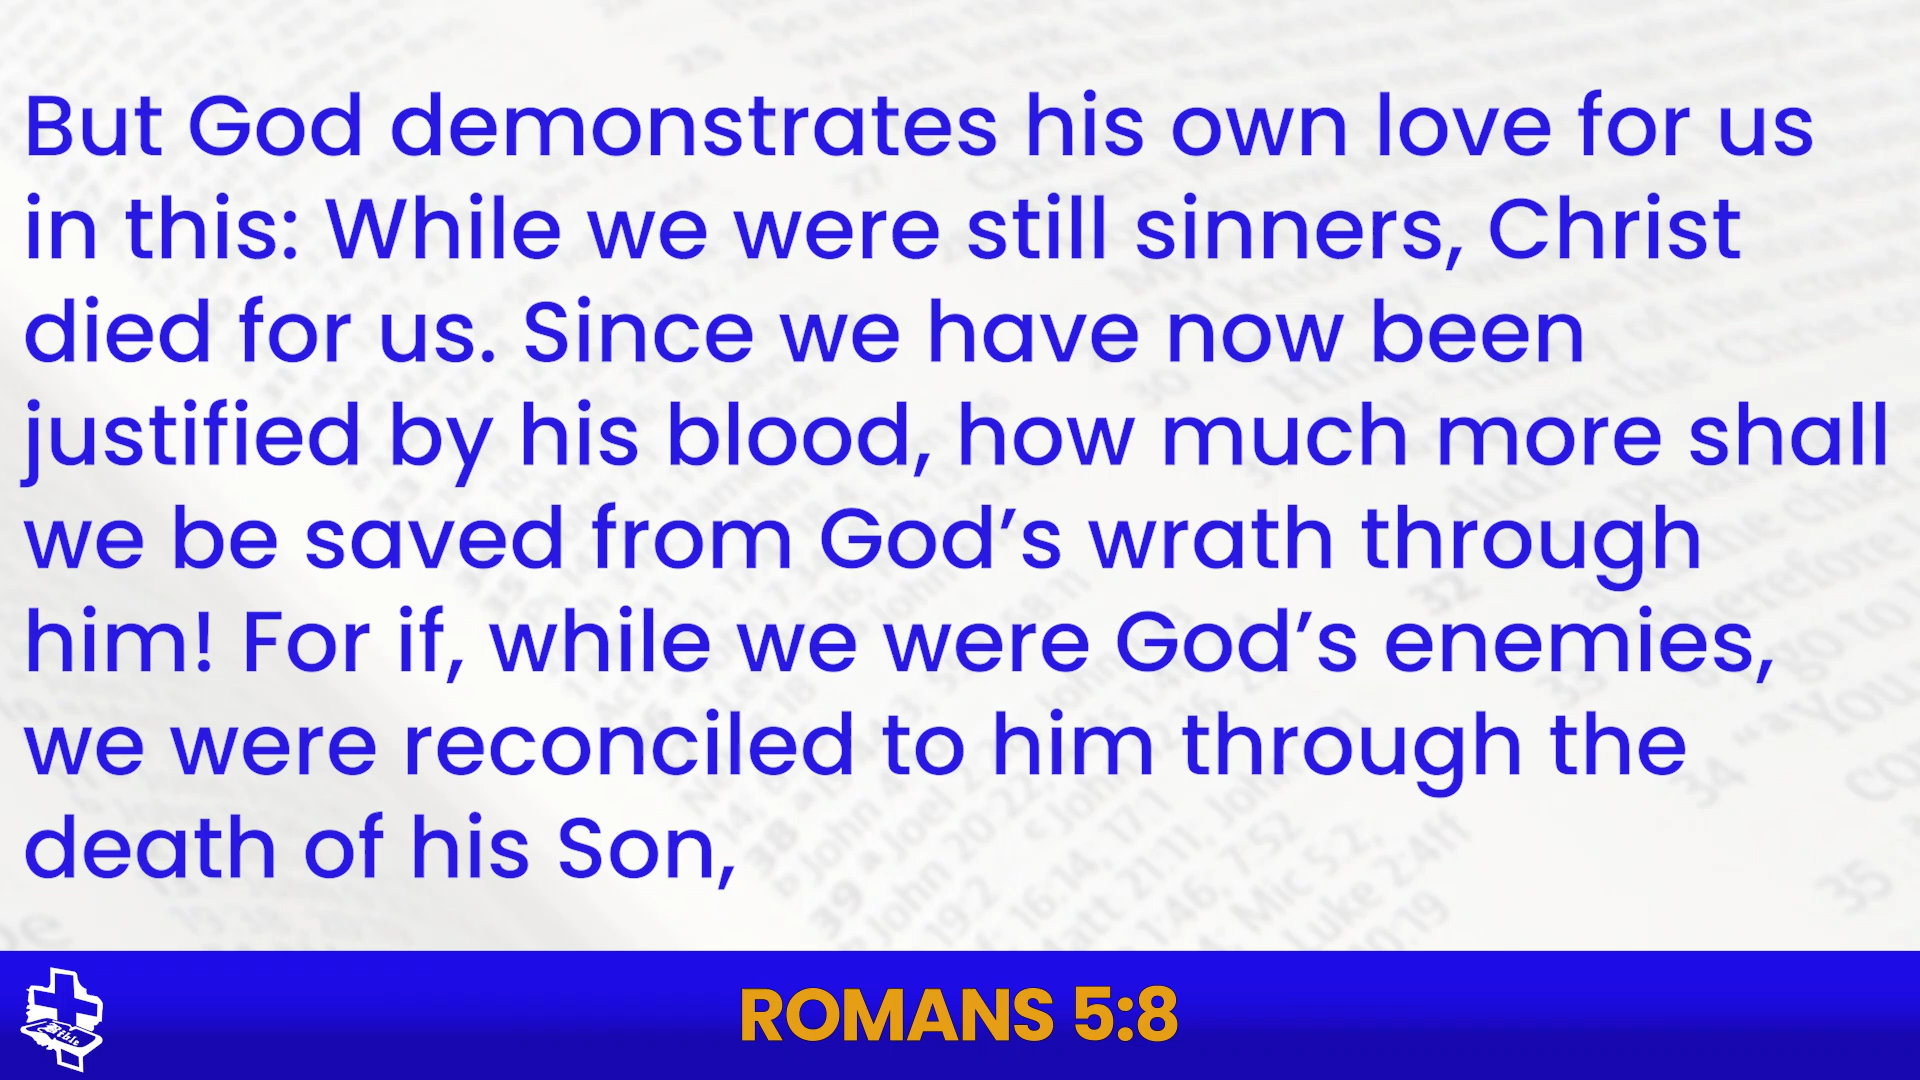 But God demonstrates his own love for us
in this: While we were still sinners, Christ
died for us. Since we have now been
justified by his blood, how much more shall
we be saved from God’s wrath through
him! For if, while we were God’s enemies,
we were reconciled to him through the
death of his Son,
Bible
ROMANS 5:8